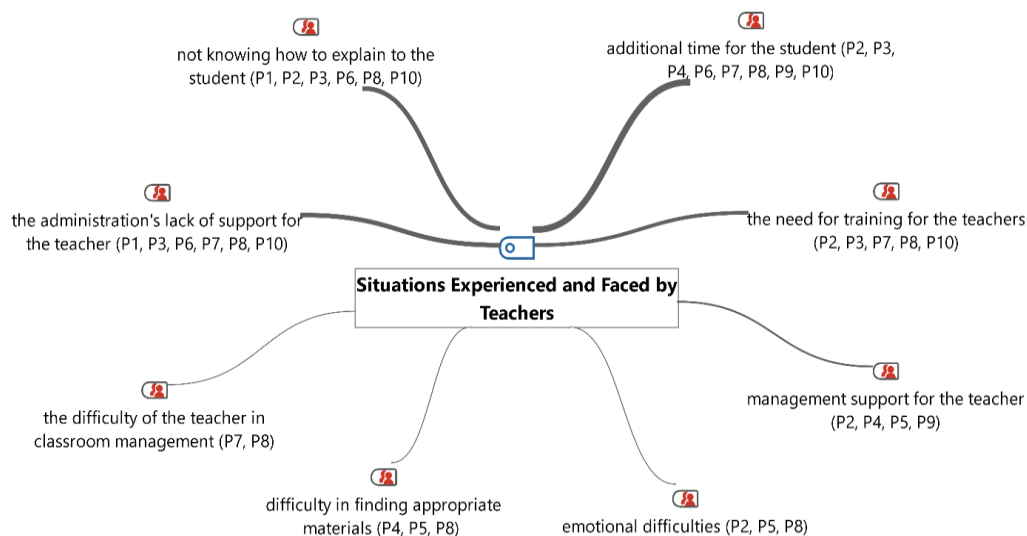 not knowing how to explain to the
student (P1, P2, P3, P6, P8, P10)
additional time for the student (P2, P3,
P4, P6, P7, P8, P9, P10)
the administration's lack of support for
the teacher (P1, P3, P6, P7, P8, P10)
the need for training for the teachers
(P2, P3, P7, P8, P10)
Situations Experienced and Faced by
Teachers
the difficulty of the teacher in
classroom management (P7, P8)
management support for the teacher
(P2, P4, P5, P9)
difficulty in finding appropriate
materials (P4, P5, P8)
emotional difficulties (P2, P5, P8)